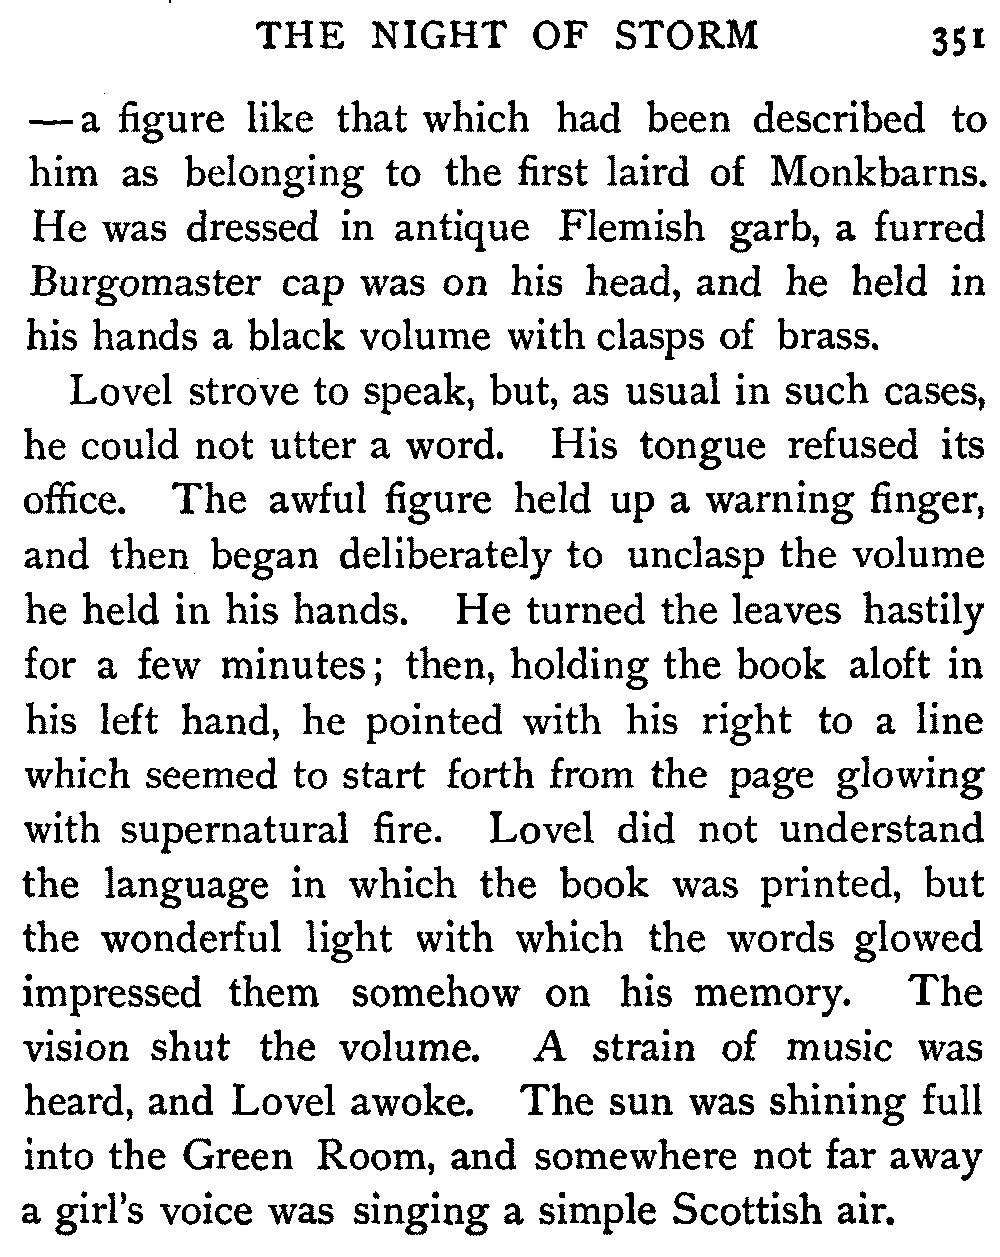 THE NIGHT OF STORM 351
—a figure like that which had been described to
him as belonging to the first laird of Monkbarns.
He was dressed in antique Flemish garb, a furred
Burgomaster cap was on his head, and he held in
his hands a black volume with clasps of brass.
Lovel strove to speak, but, as usual in such cases,
he could not utter a word. His tongue refused its
office. The awful figure held up a warning finger,
and then began deliberately to unclasp the volume
he held in his hands. He turned the leaves hastily
for a few minutes; then, holding the book aloft in
his left hand, he pointed with his right to a line
which seemed to start forth from the page glowing
with supernatural fire. Lovel did not understand
the language in which the book was printed, but
the wonderful light with which the words glowed
impressed them somehow on his memory. The
vision shut the volume. A strain of music was
heard, and Lovel awoke. The sun was shining full
into the Green Room, and somewhere not far away
a girl's voice was singing a simple Scottish air.